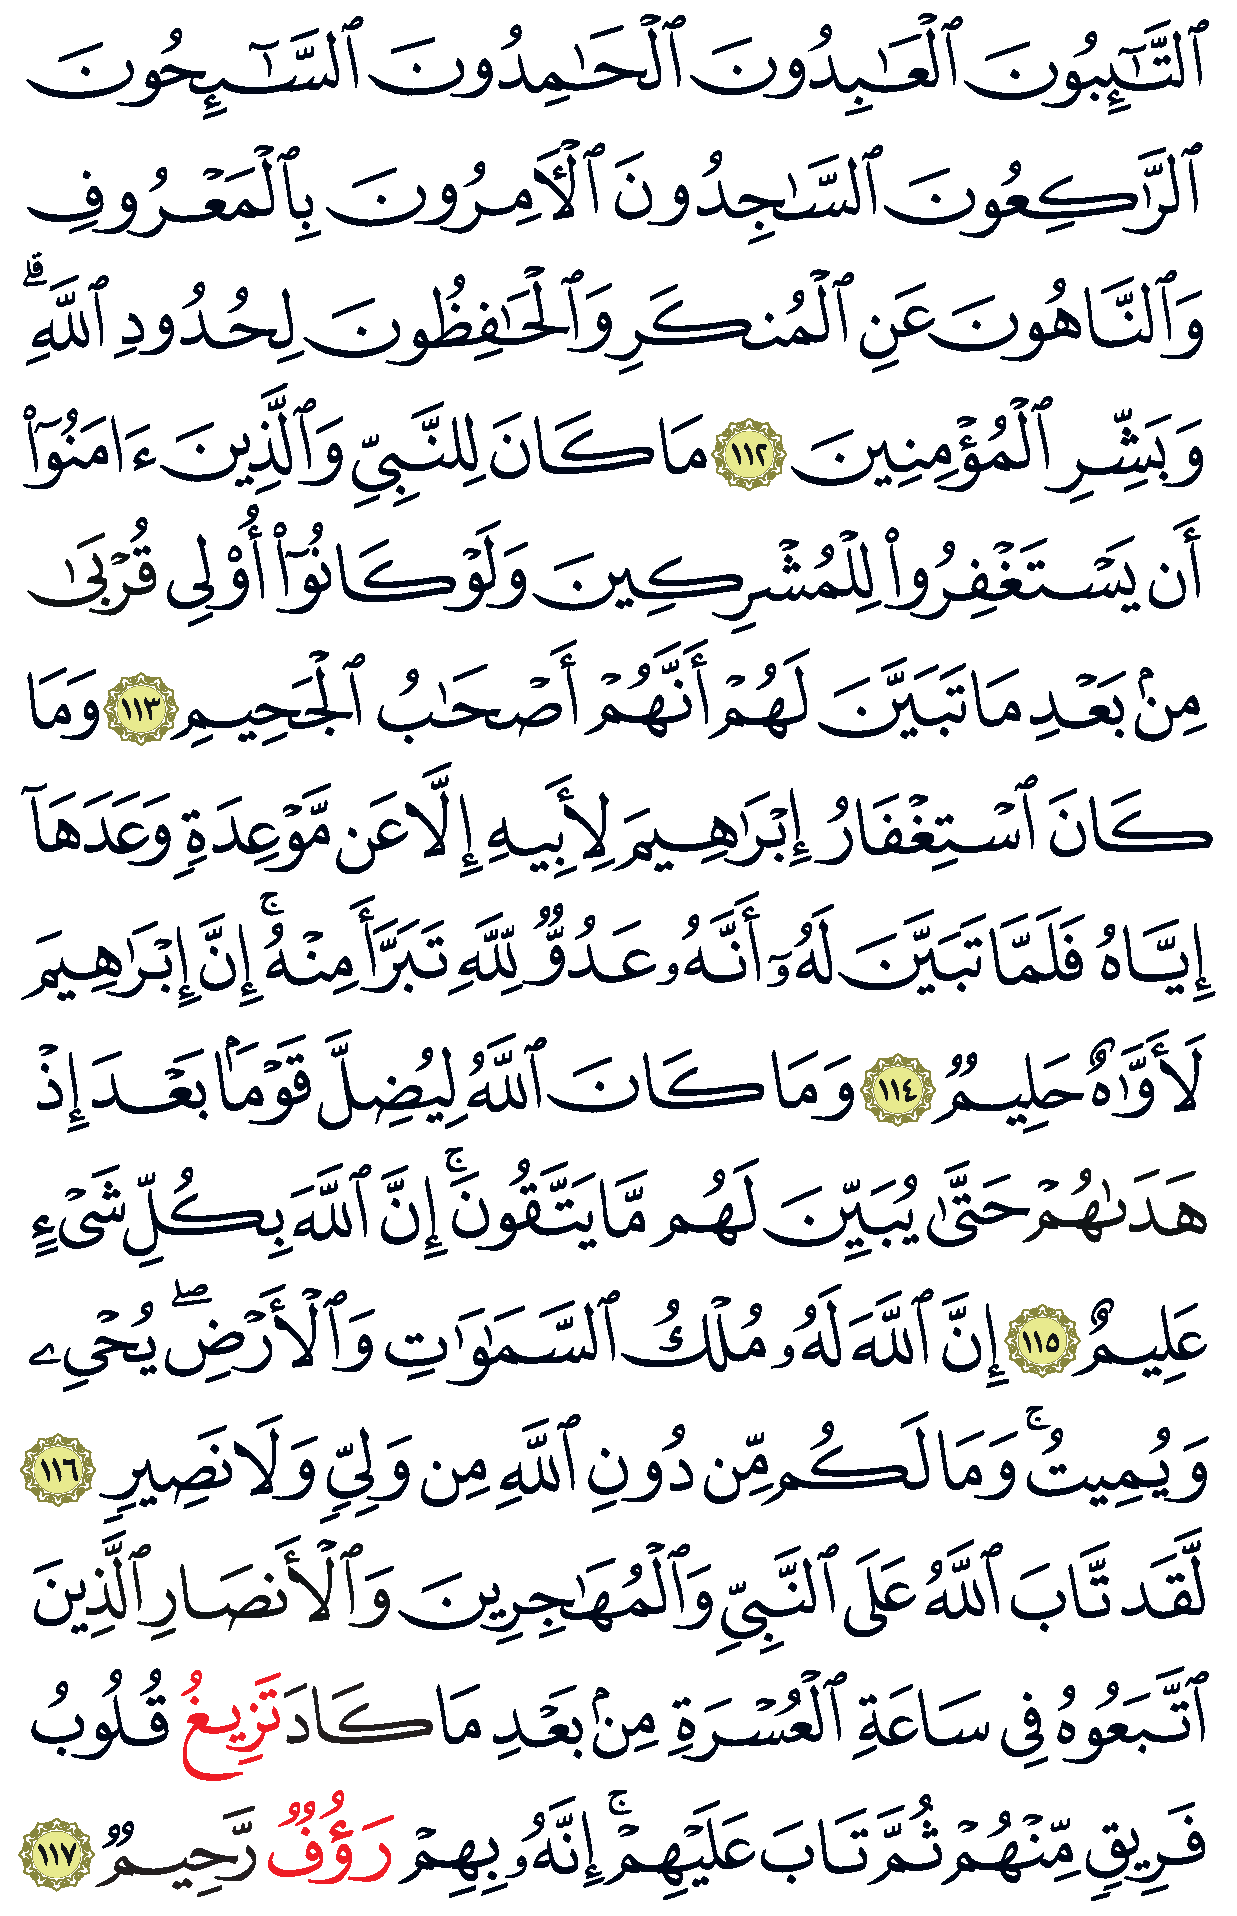 ٱلتَّٰٓئِبُونَ ٱلۡعَٰبِدُونَ ٱلۡحَٰمِدُونَ ٱلسَّٰٓئِحُونَ
ٱلرَّٰكِعُونَ ٱلسَّٰجِدُونَ ٱلۡأٓمِرُونَ بِٱلۡمَعۡرُوفِ
وَٱلنَّاهُونَ عَنِ ٱلۡمُنكَرِ وَٱلۡحَٰفِظُونَ لِحُدُودِ ٱللَّهِۗ
وَبَشِّرِ ٱلۡمُؤۡمِنِينَ ١١٢ مَا كَانَ لِلنَّبِيِّ وَٱلَّذِينَ ءَامَنُوٓاْ
أَن يَسۡتَغۡفِرُواْ لِلۡمُشۡرِكِينَ وَلَوۡ كَانُوٓاْ أُوْلِي قُرۡبَىٰ
مِنۢ بَعۡدِ مَا تَبَيَّنَ لَهُمۡ أَنَّهُمۡ أَصۡحَٰبُ ٱلۡجَحِيمِ ١١٣ وَمَا
كَانَ ٱسۡتِغۡفَارُ إِبۡرَٰهِيمَ لِأَبِيهِ إِلَّا عَن مَّوۡعِدَةٖ وَعَدَهَآ
إِيَّاهُ فَلَمَّا تَبَيَّنَ لَهُۥٓ أَنَّهُۥ عَدُوّٞ لِّلَّهِ تَبَرَّأَ مِنۡهُۚ إِنَّ إِبۡرَٰهِيمَ
لَأَوَّٰهٌ حَلِيمٞ ١١٤ وَمَا كَانَ ٱللَّهُ لِيُضِلَّ قَوۡمَۢا بَعۡدَ إِذۡ
هَدَىٰهُمۡ حَتَّىٰ يُبَيِّنَ لَهُم مَّا يَتَّقُونَۚ إِنَّ ٱللَّهَ بِكُلِّ شَيۡءٍ
عَلِيمٌ ١١٥ إِنَّ ٱللَّهَ لَهُۥ مُلۡكُ ٱلسَّمَٰوَٰتِ وَٱلۡأَرۡضِۖ يُحۡيِۦ
وَيُمِيتُۚ وَمَا لَكُم مِّن دُونِ ٱللَّهِ مِن وَلِيّٖ وَلَا نَصِيرٖ ١١٦
لَّقَد تَّابَ ٱللَّهُ عَلَى ٱلنَّبِيِّ وَٱلۡمُهَٰجِرِينَ وَٱلۡأَنصَارِ ٱلَّذِينَ
ٱتَّبَعُوهُ فِي سَاعَةِ ٱلۡعُسۡرَةِ مِنۢ بَعۡدِ مَا كَادَ تَزِيغُ قُلُوبُ
فَرِيقٖ مِّنۡهُمۡ ثُمَّ تَابَ عَلَيۡهِمۡۚ إِنَّهُۥ بِهِمۡ رَءُوفٞ رَّحِيمٞ ١١٧